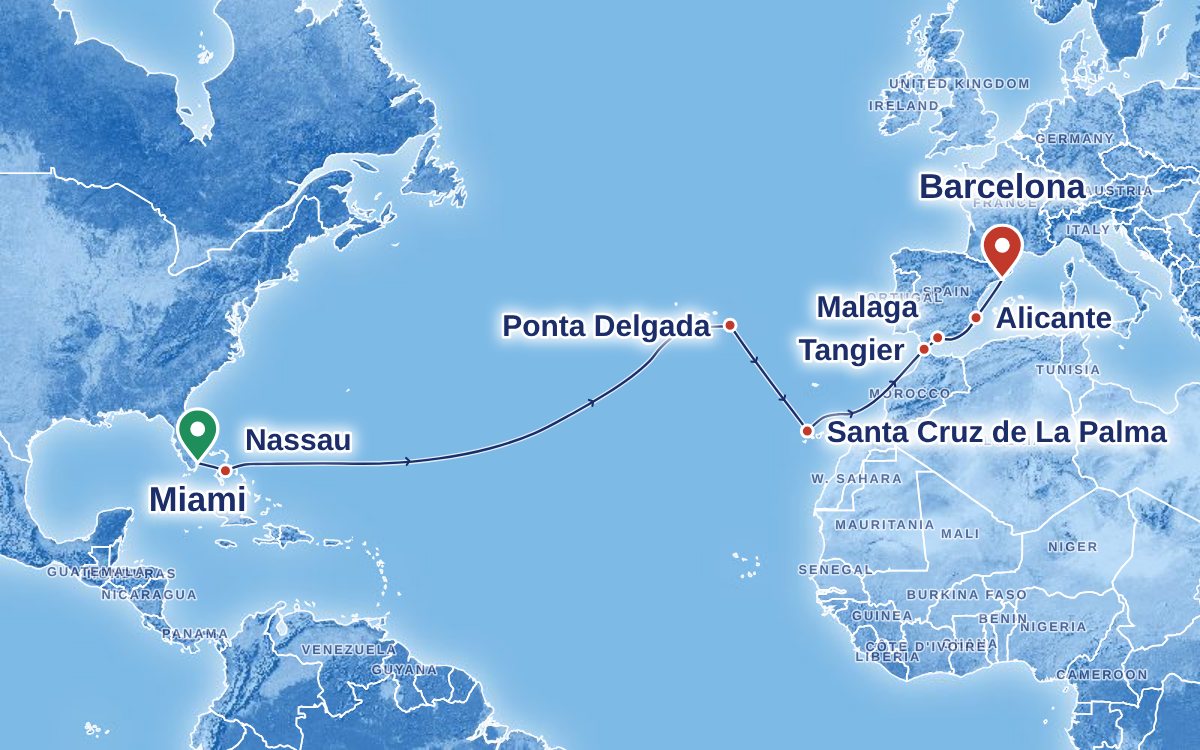 UNITED KINGDOM
IRELAND
GERMANY
Barcelona
AUSTRIA
FRANCE
ITALY
SPAIN
PORTUGAL
Malaga
Alicante
Ponta Delgada
Tangier
TUNISIA
MOROCCO
Nassau
Santa Cruz de La Palma
W. SAHARA
Miami
MAURITANIA
MALI
NIGER
SENEGAL
GUATEMALA
NICARAGUA
BURKINA FASO
GUINEA
BENIN
NIGERIA
PANAMA
VENEZUELA
CÔTE D'IVOIRE
LIBERIA
GUYANA
CAMEROON